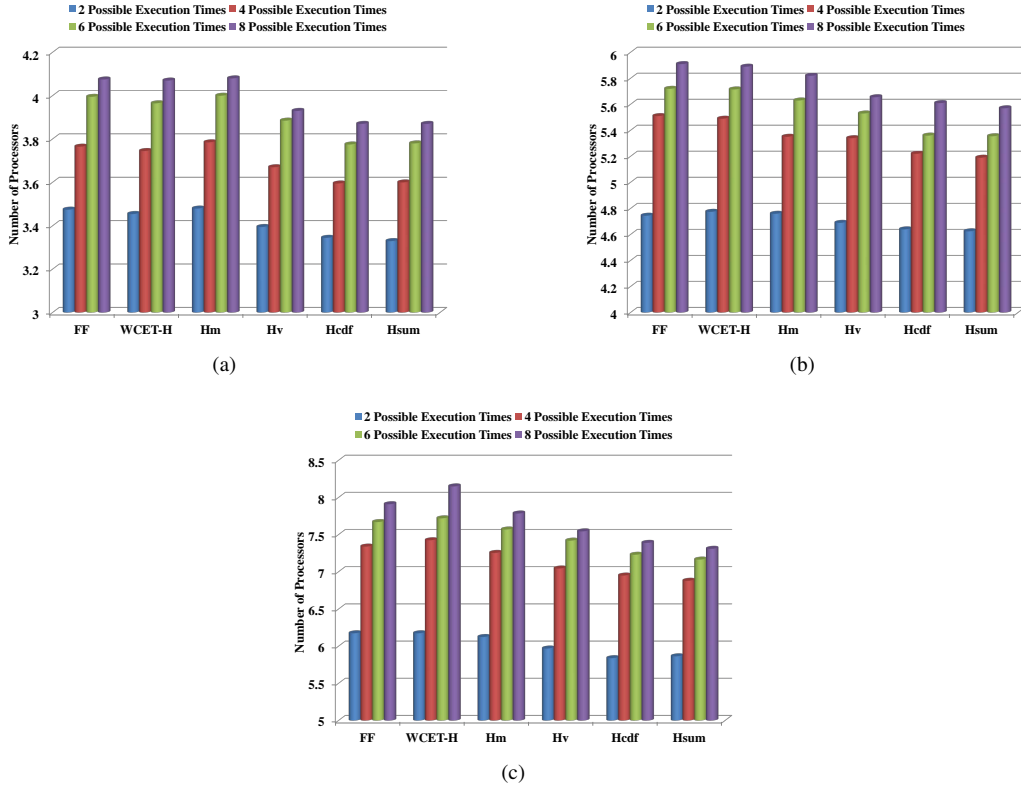 2 Possible Execution Times 4 Possible Execution Times
6 Possible Execution Times 8 Possible Execution Times
Number of Processors
4.2
4
3.8
3.6
3.4
3.2
3
FF WCET-H Hm Hv Hcdf Hsum
(a)
2 Possible Execution Times 4 Possible Execution Times
6 Possible Execution Times 8 Possible Execution Times
Number of Processors
6
5.8
5.6
5.4
5.2
5
4.8
4.6
4.4
4.2
4
FF WCET-H Hm Hv Hcdf Hsum
(b)
2 Possible Execution Times 4 Possible Execution Times
6 Possible Execution Times 8 Possible Execution Times
Number of Processors
8.5
8
7.5
7
6.5
6
5.5
5
FF WCET-H Hm Hv Hcdf Hsum
(c)